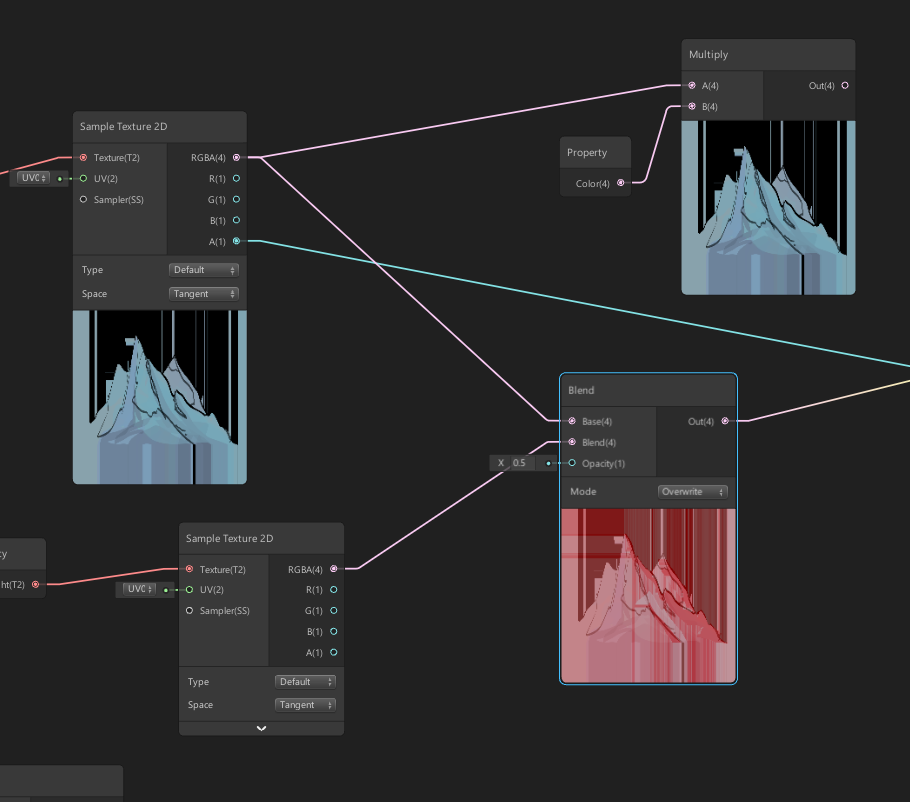 Multiply
A(4)
Out(4)
B(4)
Sample Texture 2D
Texture(T2)
RGBA(4)
UV(2)
R(1)
Sampler(SS)
G(1)
B(1)
A(1)
Type
Default
Space
Tangent
Property
Color(4)
Blend
Base(4)
Out(4)
Blend(4)
X 0.5
Opacity(1)
Mode
Overwrite
Sample Texture 2D
Texture(T2)
RGBA(4)
UV(2)
R(1)
Sampler(SS)
G(1)
B(1)
A(1)
Type
Default
Space
Tangent
ty
ht(T2)